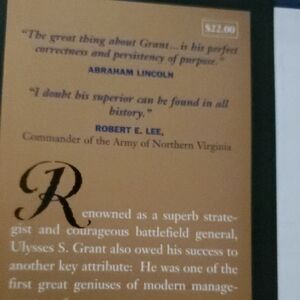 $22.00
"The great thing about Grant...is his perfect
correctness and persistency of purpose."
ABRAHAM LINCOLN
"I doubt his superior can be found in all
history."
ROBERT E. LEE,
Commander of the Army of Northern Virginia
Renowned as a superb strate-
gist and courageous battlefield general,
Ulysses S. Grant also owed his success to
another key attribute: He was one of the
first great geniuses of modern manage-